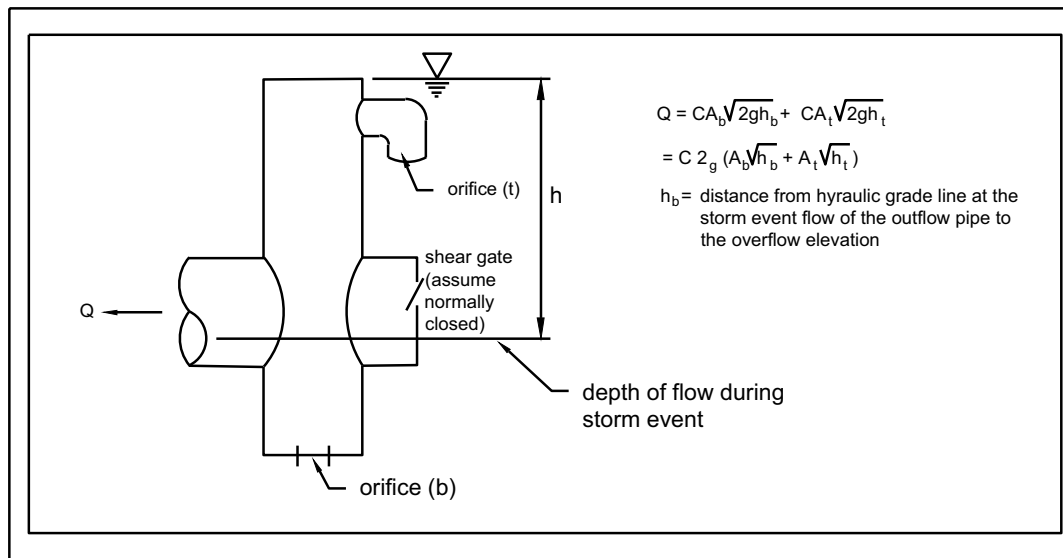 Q = CA_b√2gh_b + CA_t√2gh_t
= C 2_g (A_b√h_b + A_t√h_t )
h_b = distance from hyraulic grade line at the
storm event flow of the outflow pipe to
the overflow elevation
orifice (t)
h
shear gate
(assume
normally
closed)
Q
depth of flow during
storm event
orifice (b)